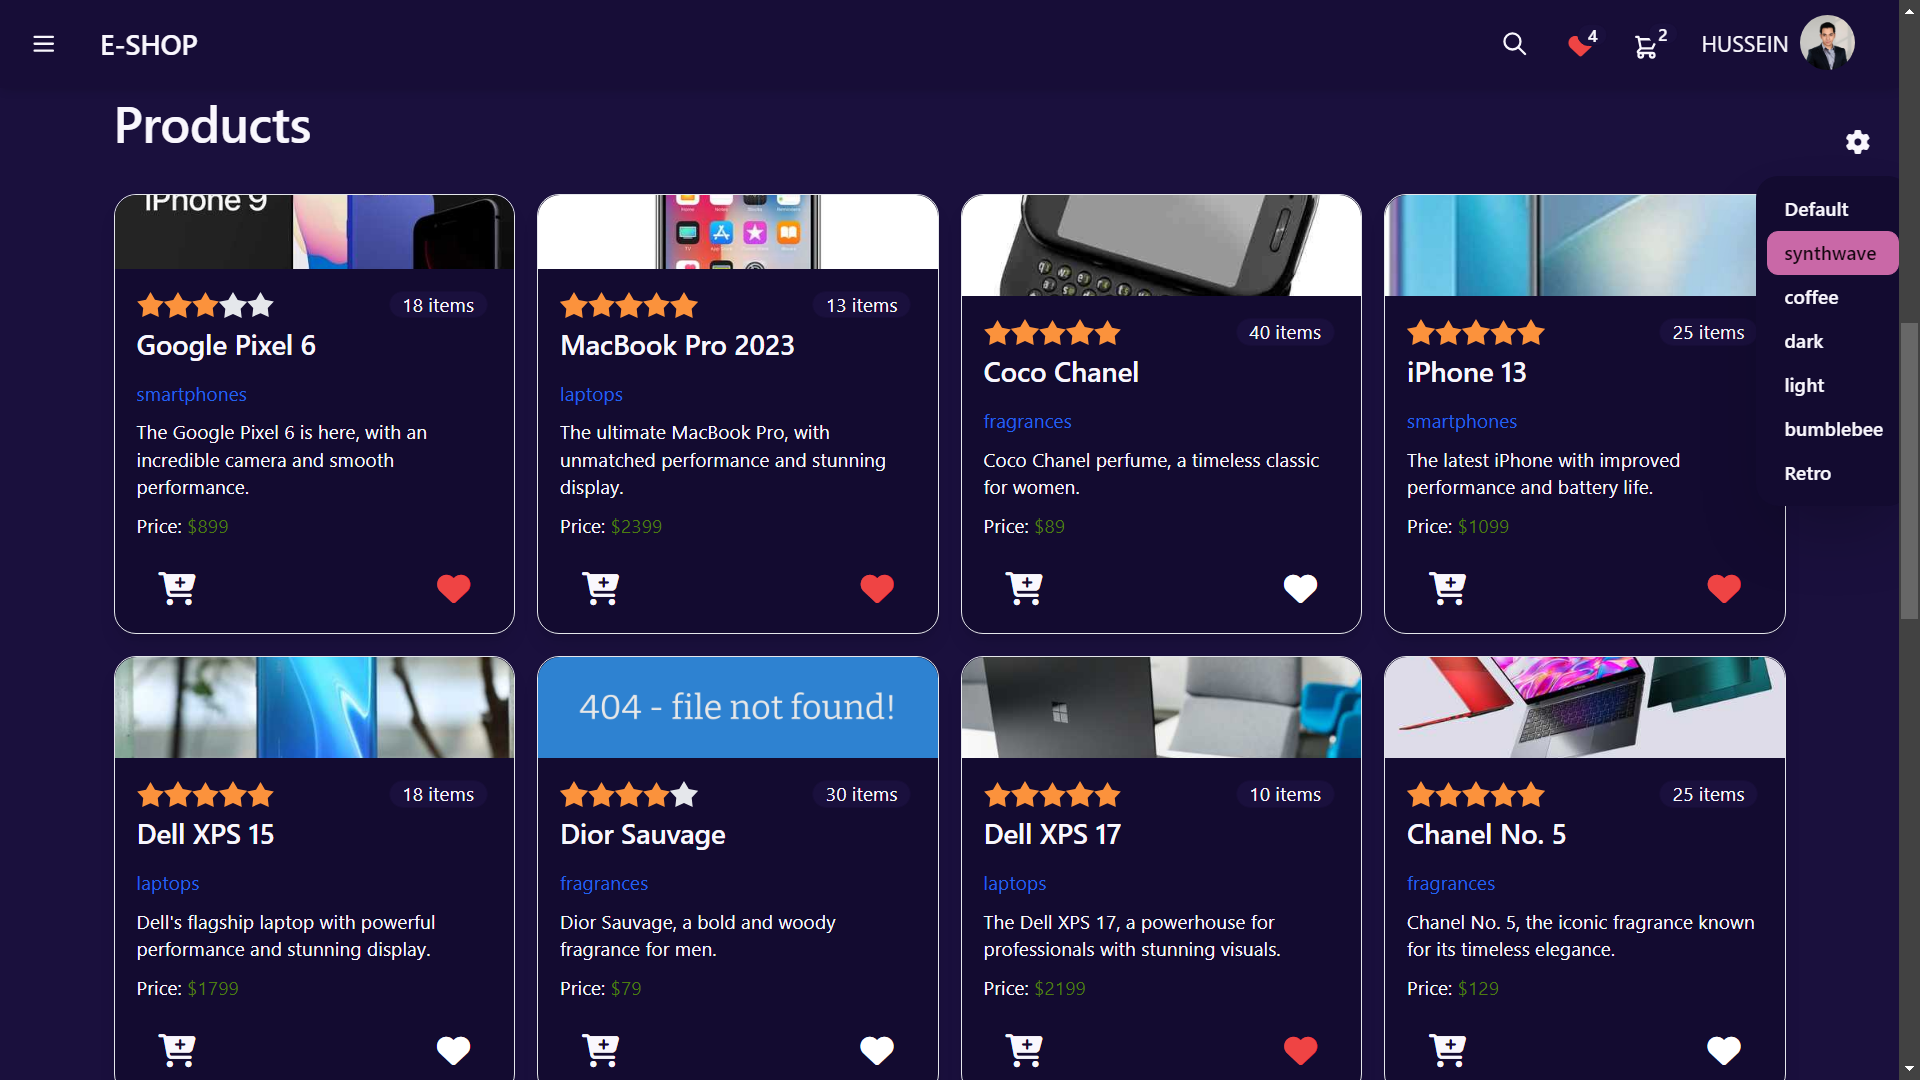 E-SHOP
4
2
HUSSEIN
Products
Default
synthwave
coffee
dark
light
bumblebee
Retro
iPhone 9
18 items
Google Pixel 6
smartphones
The Google Pixel 6 is here, with an
incredible camera and smooth
performance.
Price: $899
13 items
MacBook Pro 2023
laptops
The ultimate MacBook Pro, with
unmatched performance and stunning
display.
Price: $2399
40 items
Coco Chanel
fragrances
Coco Chanel perfume, a timeless classic
for women.
Price: $89
25 items
iPhone 13
smartphones
The latest iPhone with improved
performance and battery life.
Price: $1099
18 items
Dell XPS 15
laptops
Dell's flagship laptop with powerful
performance and stunning display.
Price: $1799
404 - file not found!
30 items
Dior Sauvage
fragrances
Dior Sauvage, a bold and woody
fragrance for men.
Price: $79
10 items
Dell XPS 17
laptops
The Dell XPS 17, a powerhouse for
professionals with stunning visuals.
Price: $2199
25 items
Chanel No. 5
fragrances
Chanel No. 5, the iconic fragrance known
for its timeless elegance.
Price: $129